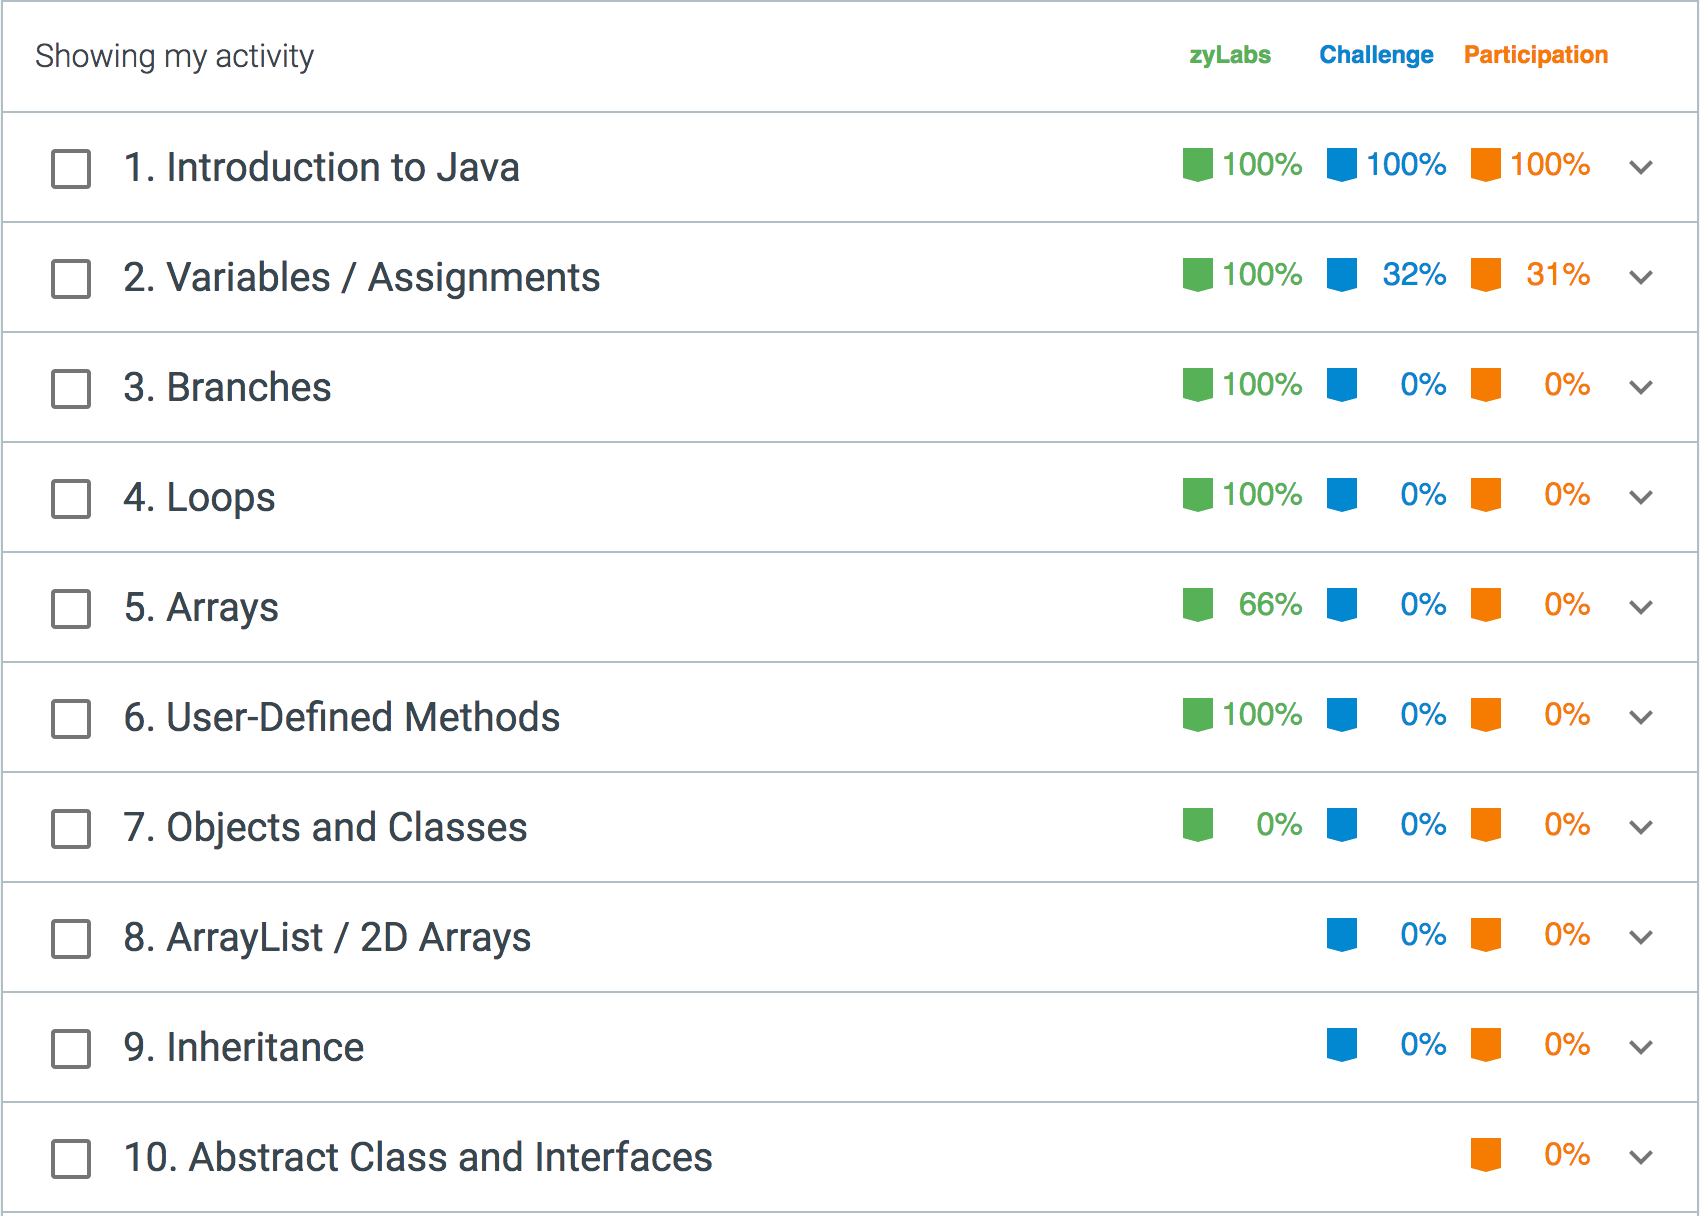 Showing my activity zyLabs Challenge Participation
1. Introduction to Java 100% 100% 100%
2. Variables / Assignments 100% 32% 31%
3. Branches 100% 0% 0%
4. Loops 100% 0% 0%
5. Arrays 66% 0% 0%
6. User-Defined Methods 100% 0% 0%
7. Objects and Classes 0% 0% 0%
8. ArrayList / 2D Arrays 0% 0%
9. Inheritance 0% 0%
10. Abstract Class and Interfaces 0%